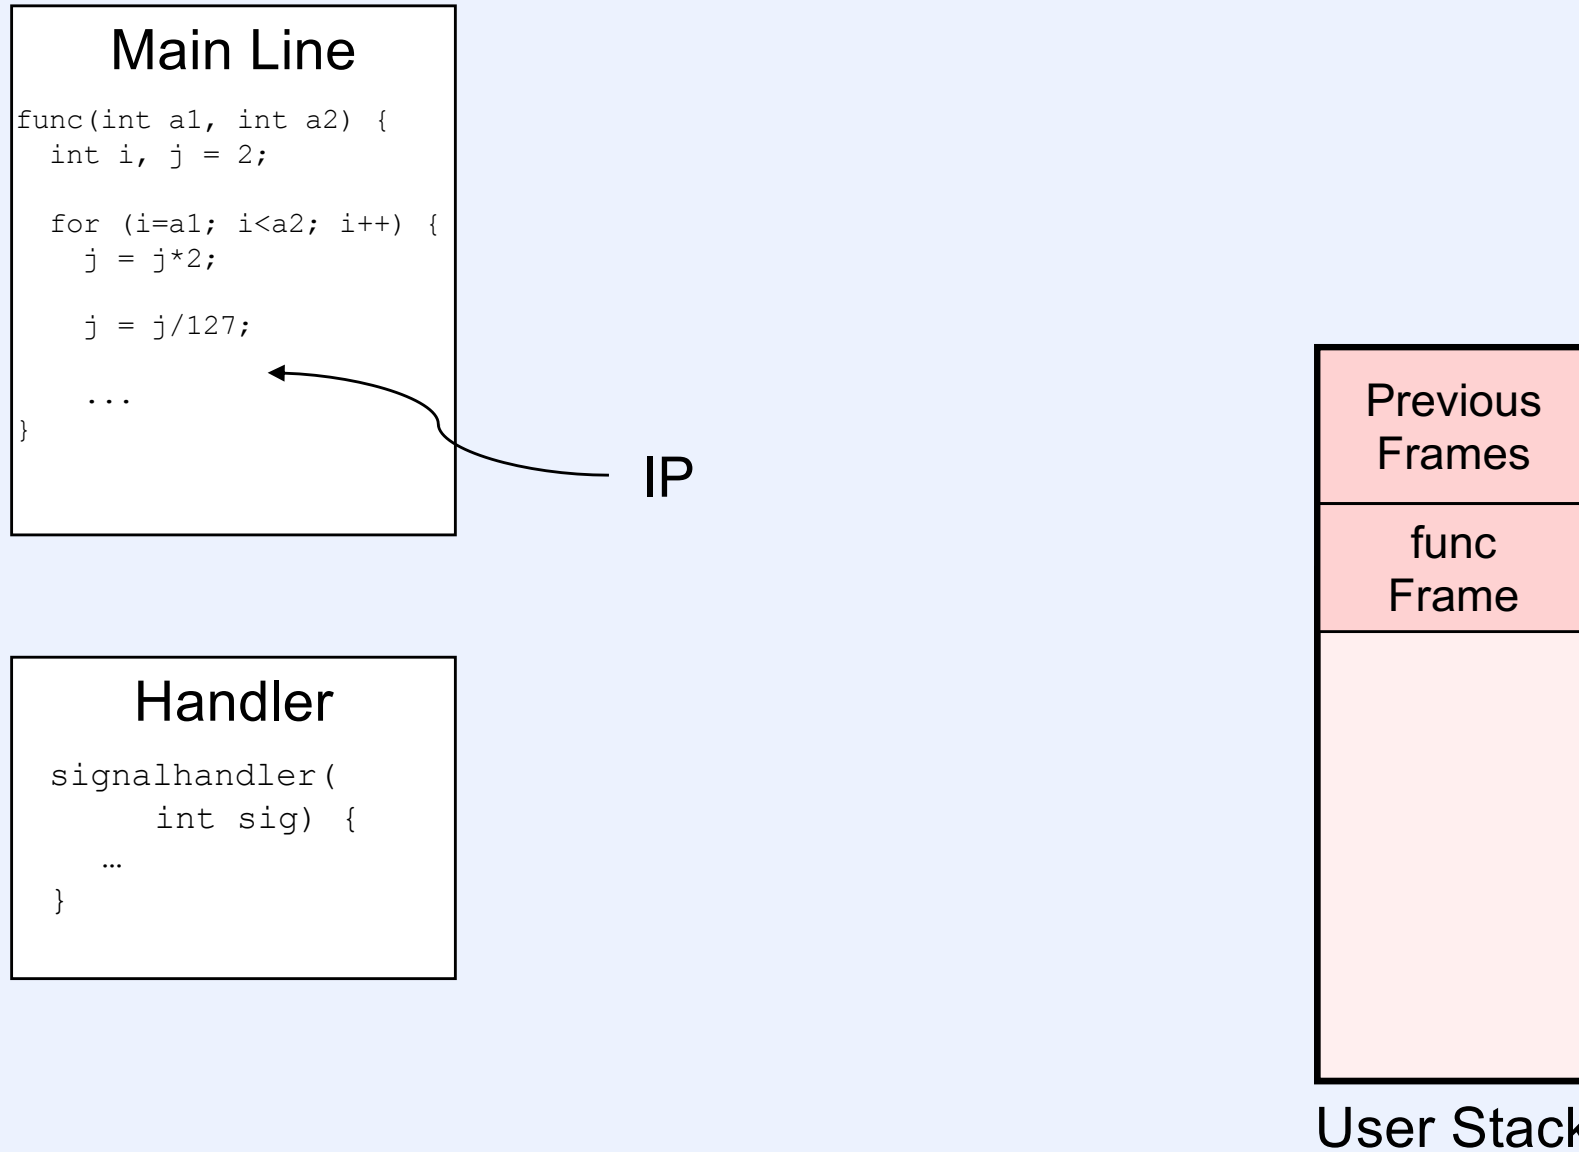 Main Line
func(int a1, int a2) {
int i, j = 2;
for (i=a1; i<a2; i++) {
j = j*2;
j = j/127;
...
}
IP
Handler
signalhandler(
int sig) {
…
}
Previous
Frames
func
Frame
User Stack